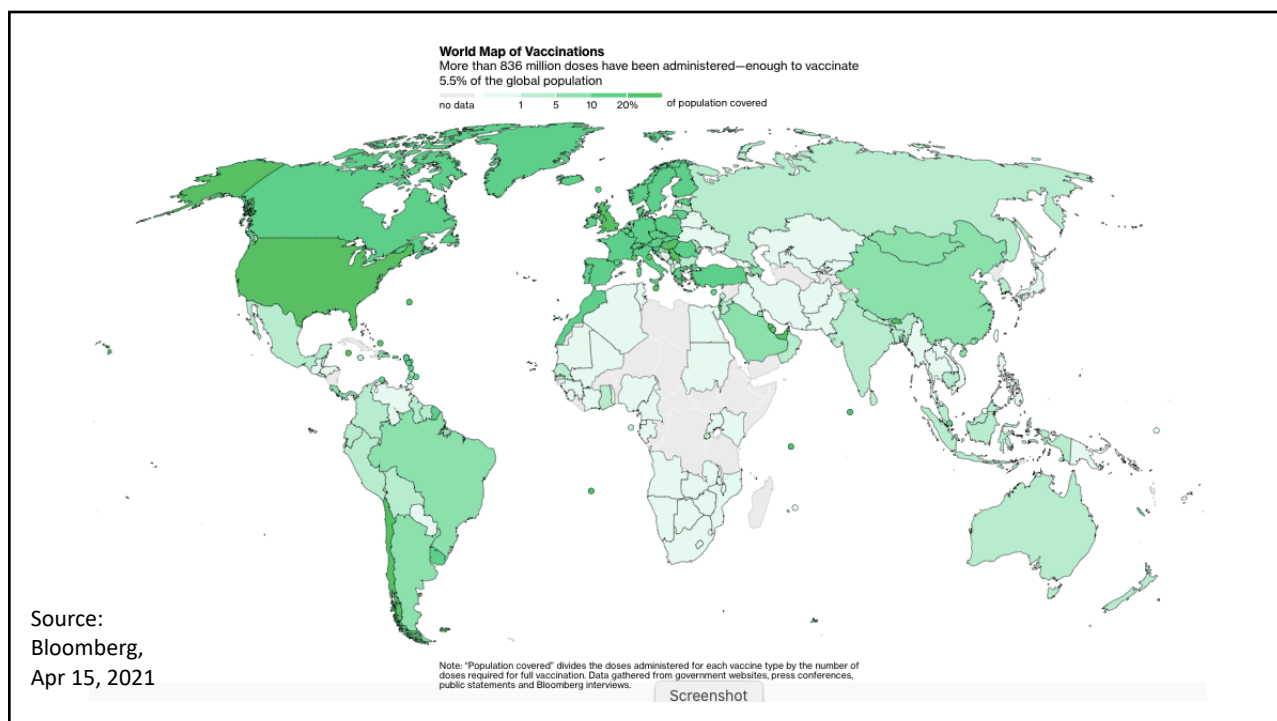 World Map of Vaccinations
More than 836 million doses have been administered—enough to vaccinate
5.5% of the global population
no data 1 5 10 20% of population covered
Source:
Bloomberg,
Apr 15, 2021
Note: “Population covered” divides the doses administered for each vaccine type by the number of
doses required for full vaccination. Data gathered from government websites, press conferences,
public statements and Bloomberg interviews.
Screenshot